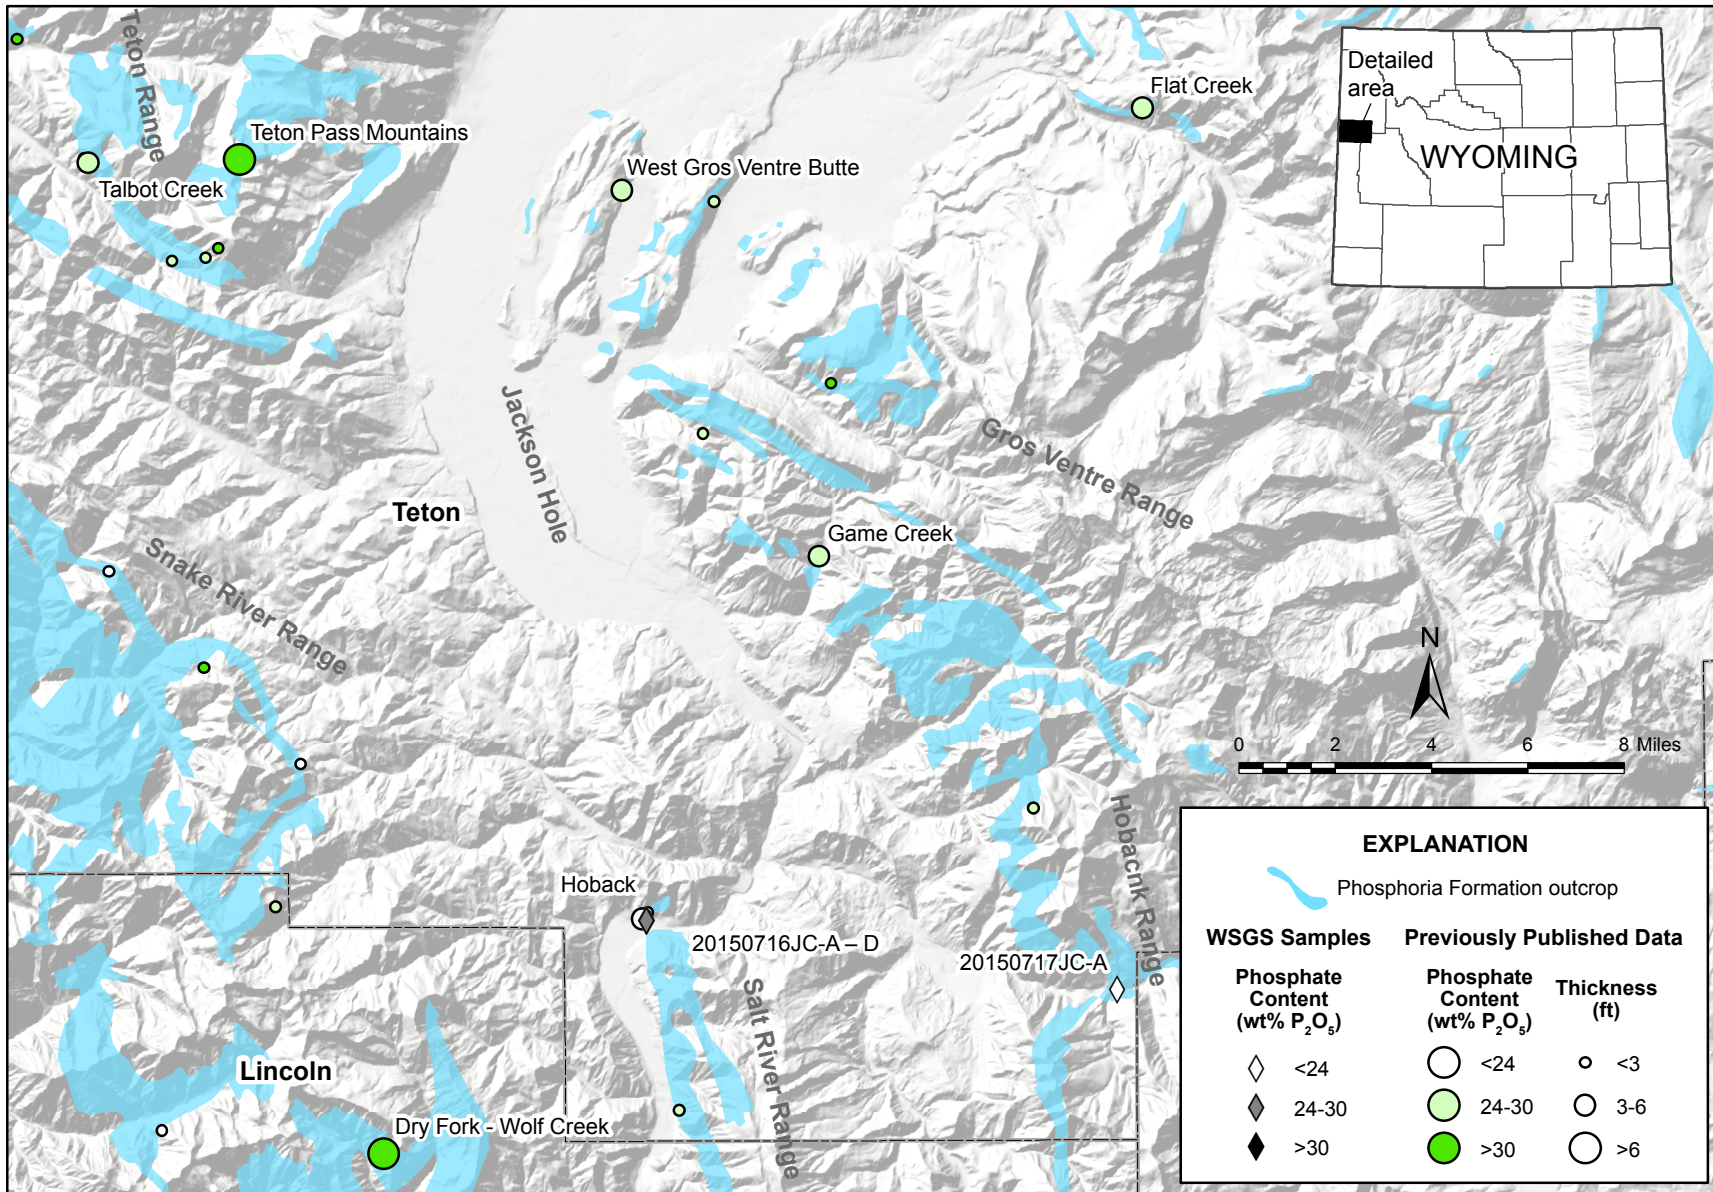 Teton Range
Teton Pass Mountains
Talbot Creek
West Gros Ventre Butte
Flat Creek
Detailed
area
WYOMING
Jackson Hole
Gros Ventre Range
Teton
Game Creek
Snake River Range
N
0 2 4 6 8 Miles
Hobacnk Range
Hoback
20150716JC-A – D
20150717JC-A
Salt River Range
Lincoln
Dry Fork - Wolf Creek
EXPLANATION
Phosphoria Formation outcrop
WSGS Samples
Phosphate
Content
(wt% P₂O₅)
<24
24-30
>30
Previously Published Data
Phosphate
Content
(wt% P₂O₅)
<24
24-30
>30
Thickness
(ft)
<3
3-6
>6